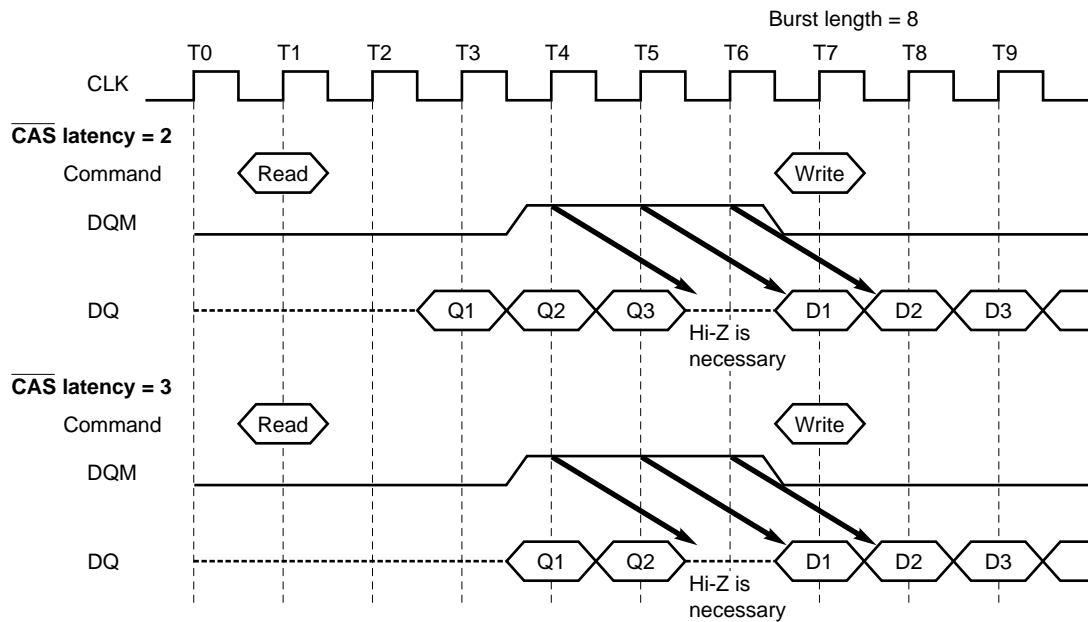 Burst length = 8
T0 T1 T2 T3 T4 T5 T6 T7 T8 T9
CLK
CAS latency = 2
Command Read Write
DQM
DQ Q1 Q2 Q3 D1 D2 D3
Hi-Z is
necessary
CAS latency = 3
Command Read Write
DQM
DQ Q1 Q2 D1 D2 D3
Hi-Z is
necessary